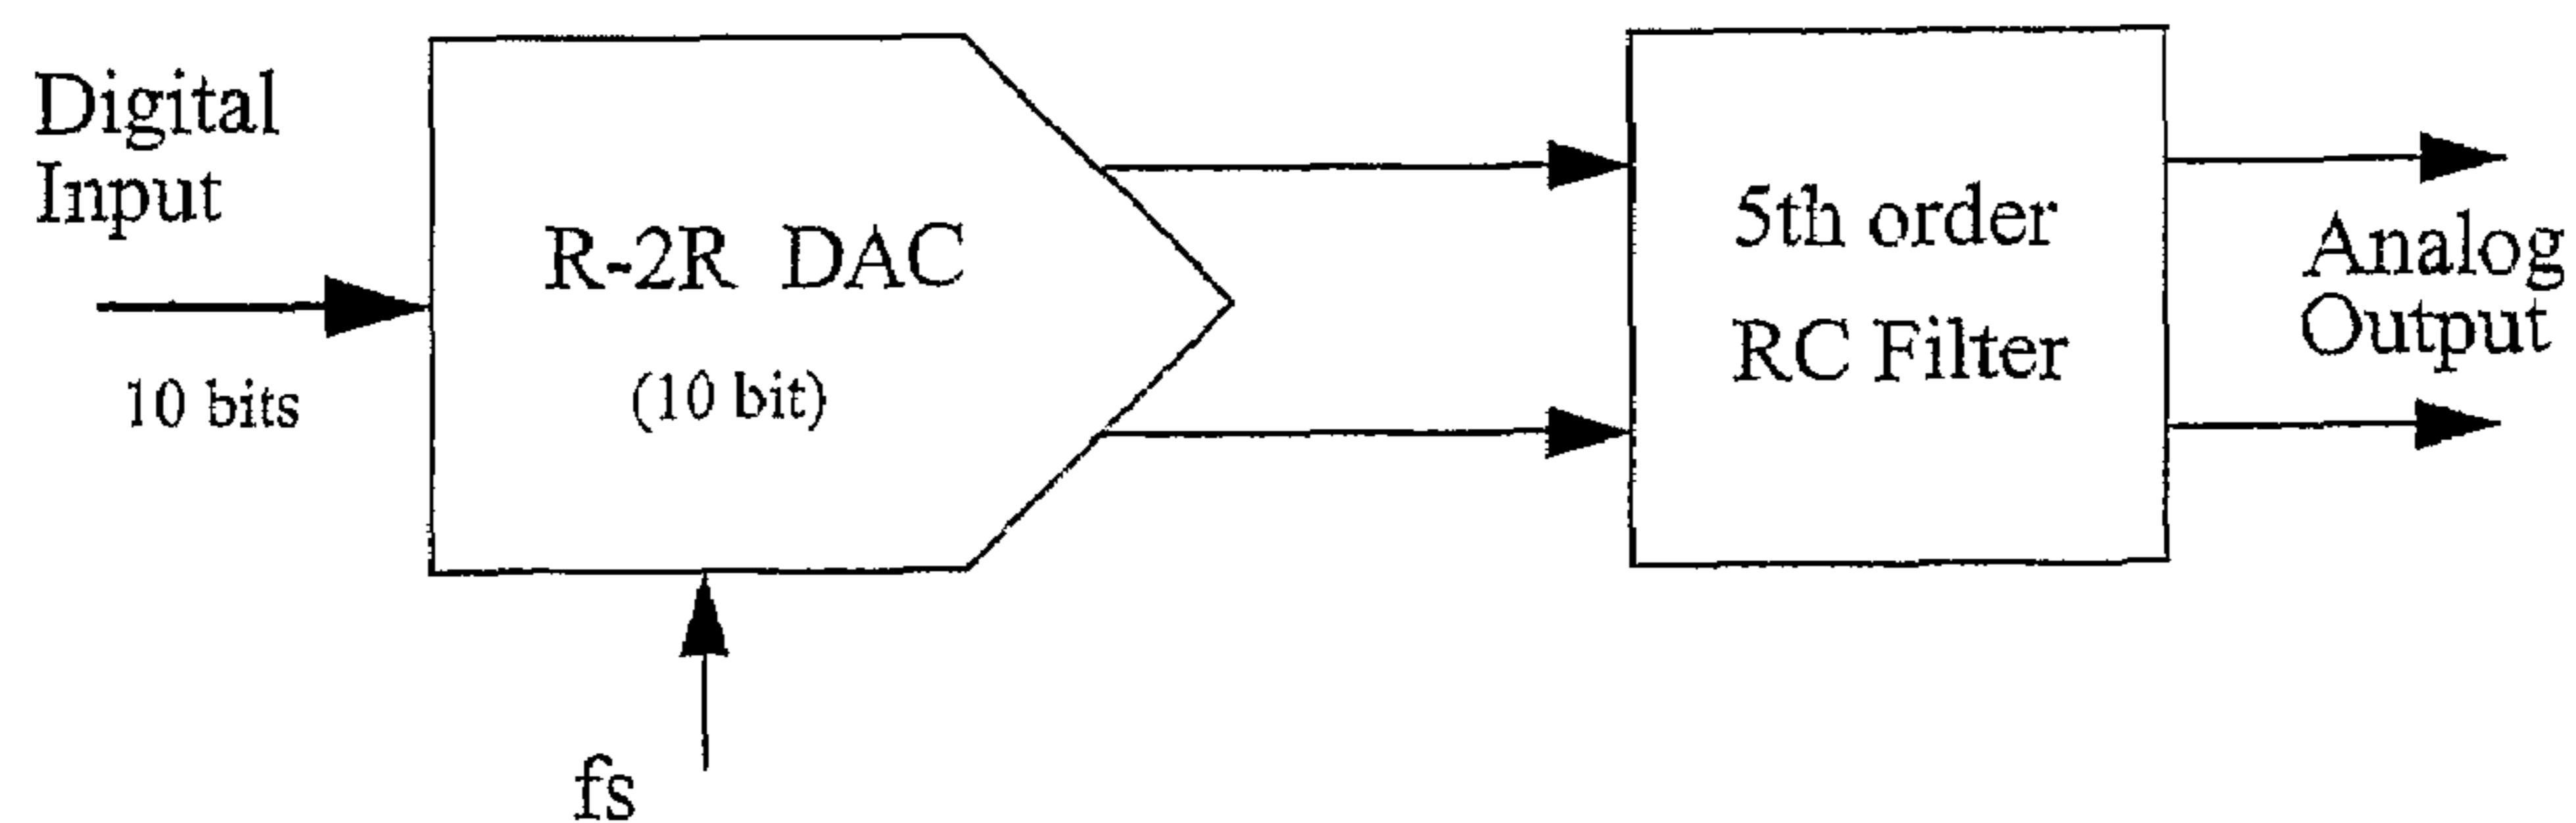 Digital
Input
10 bits
R-2R DAC
(10 bit)
fs
5th order
RC Filter
Analog
Output